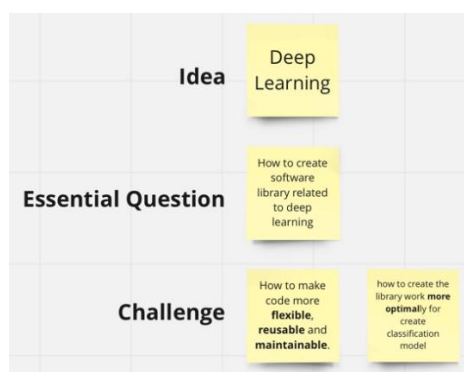 Idea
Deep
Learning
Essential Question
How to create
software
library related
to deep
learning
Challenge
How to make
code more
flexible,
reusable and
maintainable.
how to create the
library work more
optimally for
create
classification
model